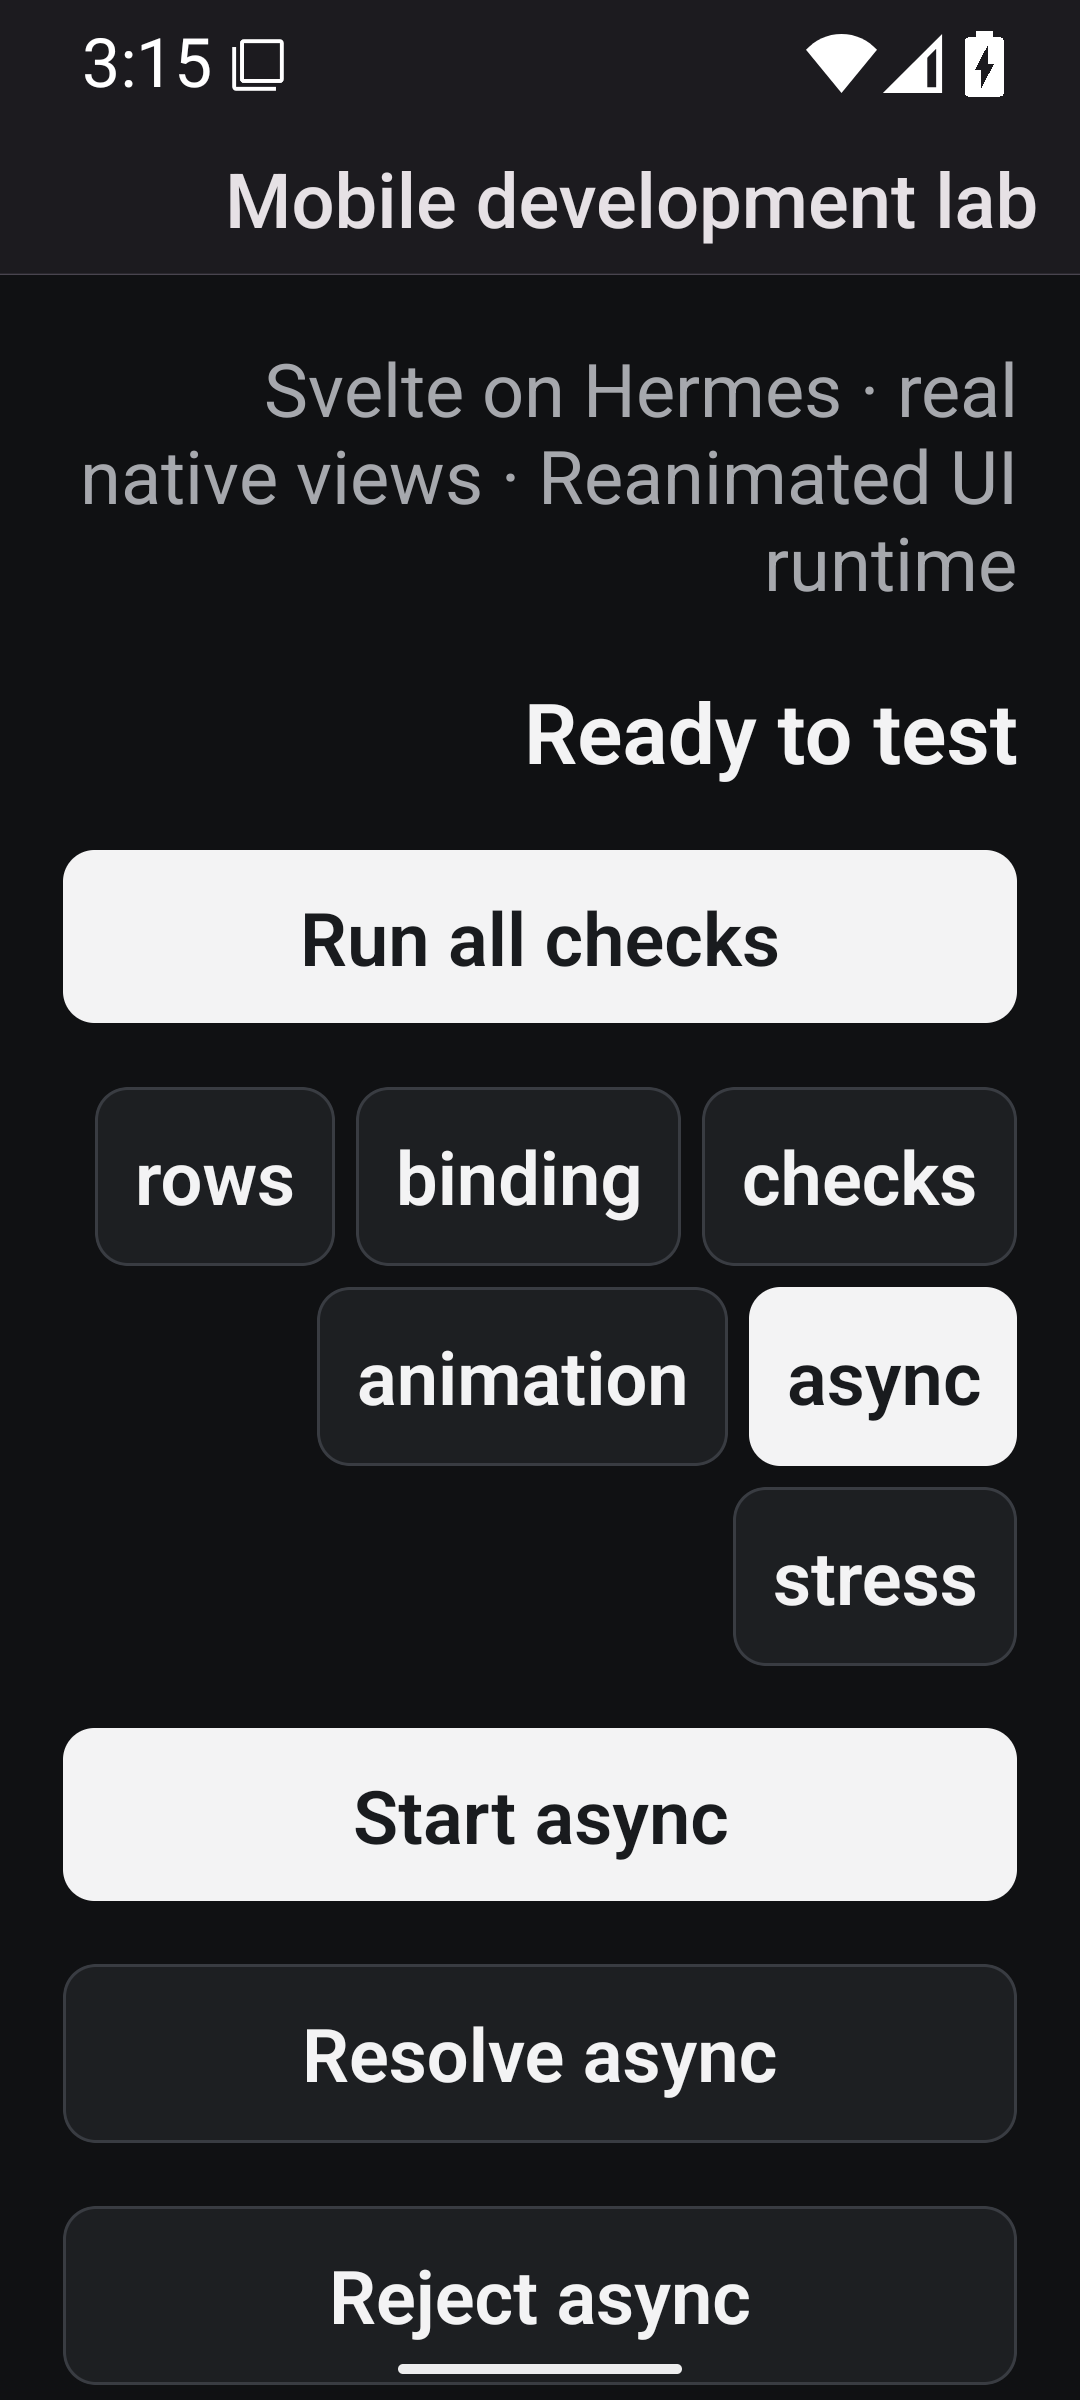 3:15
Mobile development lab
Svelte on Hermes · real
native views · Reanimated UI
runtime
Ready to test
Run all checks
rows binding checks
animation async
stress
Start async
Resolve async
Reject async